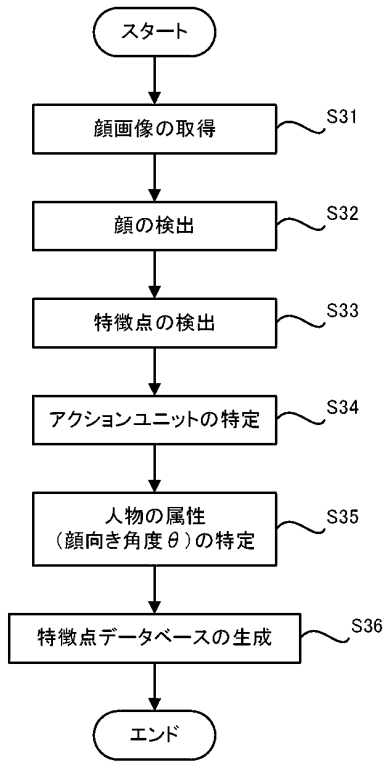 スタート
顔画像の取得
S31
顔の検出
S32
特徴点の検出
S33
アクションユニットの特定
S34
人物の属性
(顔向き角度θ)の特定
S35
特徴点データベースの生成
S36
エンド